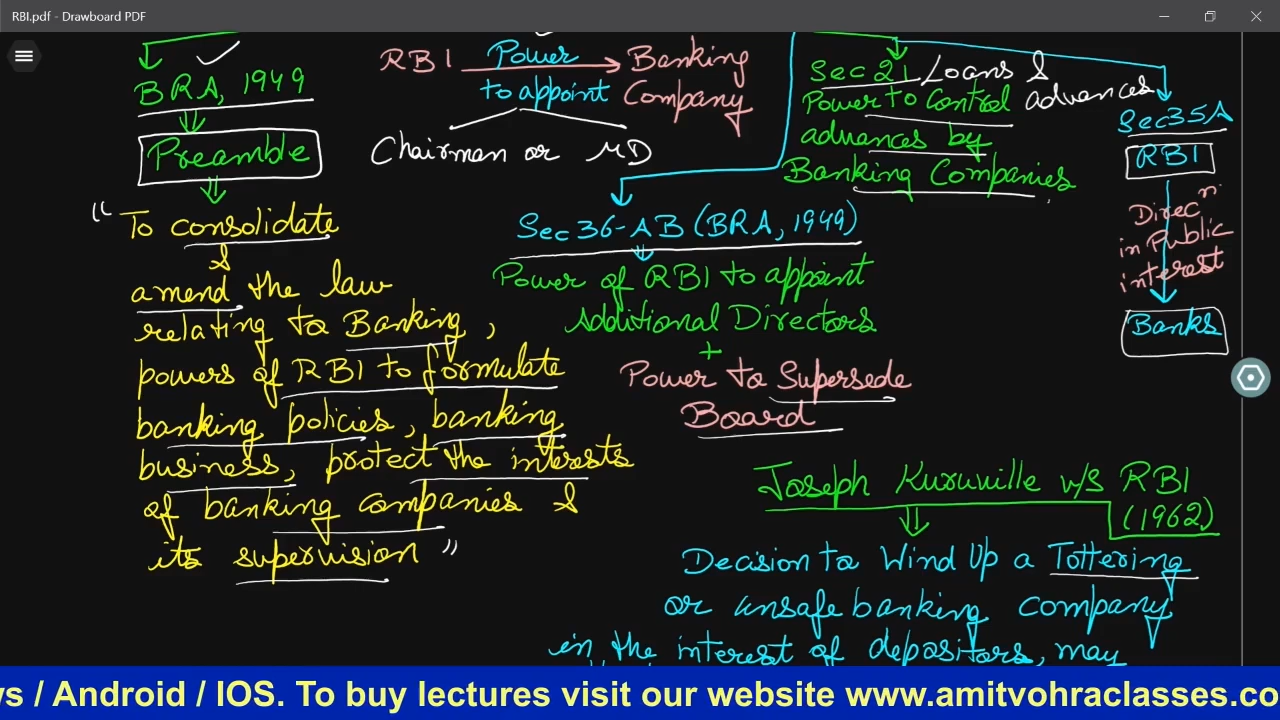 RBI.pdf - Drawboard PDF
BRA, 1949
Preamble
"To consolidate
&
amend the law
relating to Banking,
powers of RBI to formulate
banking policies, banking
business, protect the interests
of banking companies &
its supervision"
RBI Power to appoint Banking Company
Chairman or MD
Sec 36-AB (BRA, 1949)
Power of RBI to appoint
Additional Directors
+
Power to Supersede
Board
Sec 21 Loans & advances
Power to Control
advances by
Banking Companies
Sec 35A
RBI
Direcⁿ
in Public
interest
Banks
Joseph Kuruville v/s RBI
(1962)
Decision to Wind Up a Tottering
or unsafe banking company
in the interest of depositors, may
ws / Android / IOS. To buy lectures visit our website www.amitvohraclasses.co